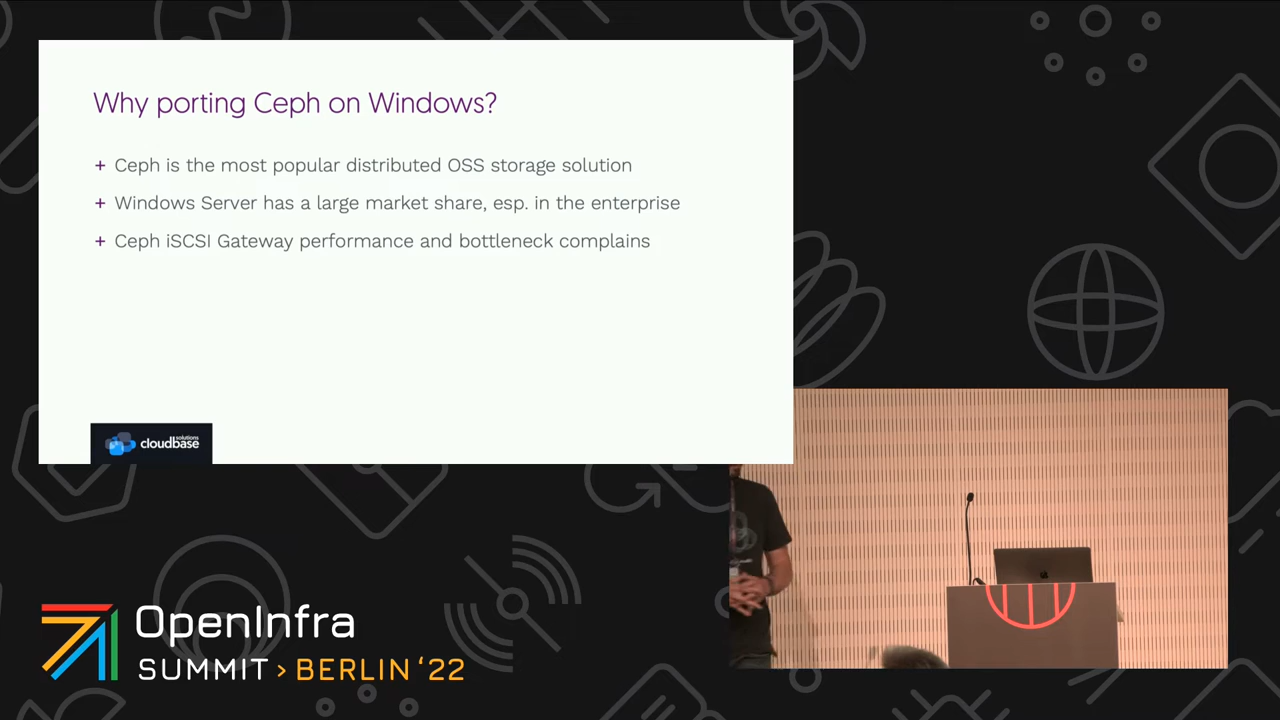 Why porting Ceph on Windows?
+ Ceph is the most popular distributed OSS storage solution
+ Windows Server has a large market share, esp. in the enterprise
+ Ceph iSCSI Gateway performance and bottleneck complains
cloudbase solutions
OpenInfra
SUMMIT > BERLIN ‘22